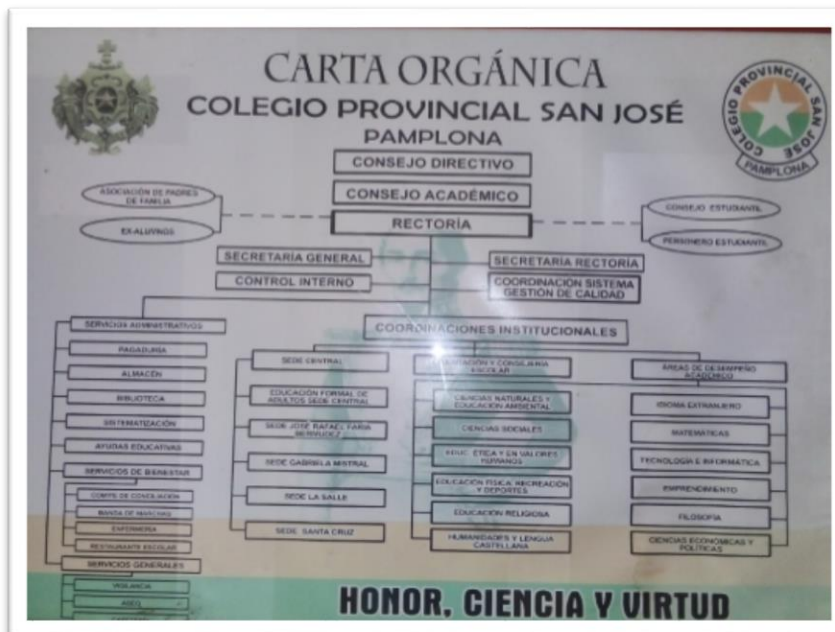 CARTA ORGÁNICA
COLEGIO PROVINCIAL SAN JOSÉ
PAMPLONA
COLEGIO PROVINCIAL SAN JOSÉ
PAMPLONA
CONSEJO DIRECTIVO
CONSEJO ACADÉMICO
RECTORÍA
ASOCIACIÓN DE PADRES
DE FAMILIA
EX-ALUMNOS
CONSEJO ESTUDIANTIL
PERSONERO ESTUDIANTIL
SECRETARÍA GENERAL
SECRETARÍA RECTORÍA
CONTROL INTERNO
COORDINACIÓN SISTEMA
GESTIÓN DE CALIDAD
SERVICIOS ADMINISTRATIVOS
PAGADURÍA
ALMACÉN
BIBLIOTECA
SISTEMATIZACIÓN
AYUDAS EDUCATIVAS
SERVICIOS DE BIENESTAR
COMITÉ DE CONCILIACIÓN
BANDA DE MARCHAS
ENFERMERÍA
RESTAURANTE ESCOLAR
SERVICIOS GENERALES
VIGILANCIA
ASEO
COORDINACIONES INSTITUCIONALES
SEDE CENTRAL
EDUCACIÓN FORMAL DE
ADULTOS SEDE CENTRAL
SEDE JOSÉ RAFAEL FARIA
BERMÚDEZ
SEDE GABRIELA MISTRAL
SEDE LA SALLE
SEDE SANTA CRUZ
Y CONSEJERÍA
ESCOLAR
CIENCIAS NATURALES Y
EDUCACIÓN AMBIENTAL
CIENCIAS SOCIALES
EDUC. ÉTICA Y EN VALORES
HUMANOS
EDUCACIÓN FÍSICA, RECREACIÓN
Y DEPORTES
EDUCACIÓN RELIGIOSA
HUMANIDADES Y LENGUA
CASTELLANA
ÁREAS DE DESEMPEÑO
ACADÉMICO
IDIOMA EXTRANJERO
MATEMÁTICAS
TECNOLOGÍA E INFORMÁTICA
EMPRENDIMIENTO
FILOSOFÍA
CIENCIAS ECONÓMICAS Y
POLÍTICAS
HONOR, CIENCIA Y VIRTUD